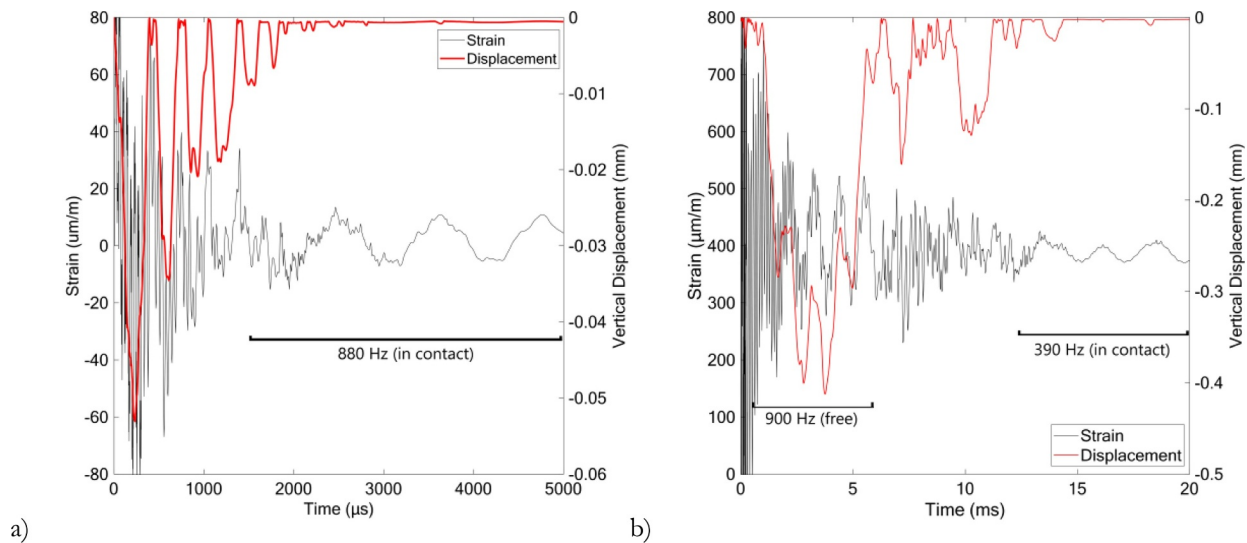 80
60
40
20
0
-20
-40
-60
-80
Strain (um/m)
0
-0.01
-0.02
-0.03
-0.04
-0.05
-0.06
Vertical Displacement (mm)
Strain
Displacement
880 Hz (in contact)
0 1000 2000 3000 4000 5000
Time (µs)
a)
800
700
600
500
400
300
200
100
0
Strain (µm/m)
0
-0.1
-0.2
-0.3
-0.4
-0.5
Vertical Displacement (mm)
390 Hz (in contact)
900 Hz (free)
Strain
Displacement
0 5 10 15 20
Time (ms)
b)